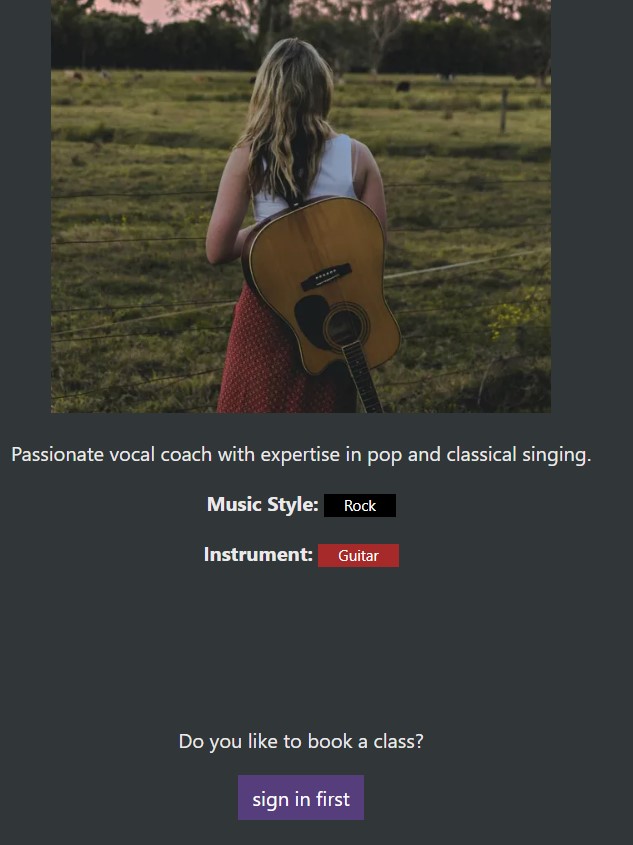 Passionate vocal coach with expertise in pop and classical singing.
Music Style: Rock
Instrument: Guitar
Do you like to book a class?
sign in first